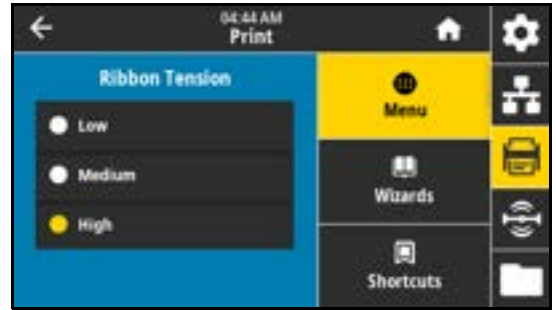 04:44 AM
Print
Ribbon Tension
Low
Medium
High
Menu
Wizards
Shortcuts